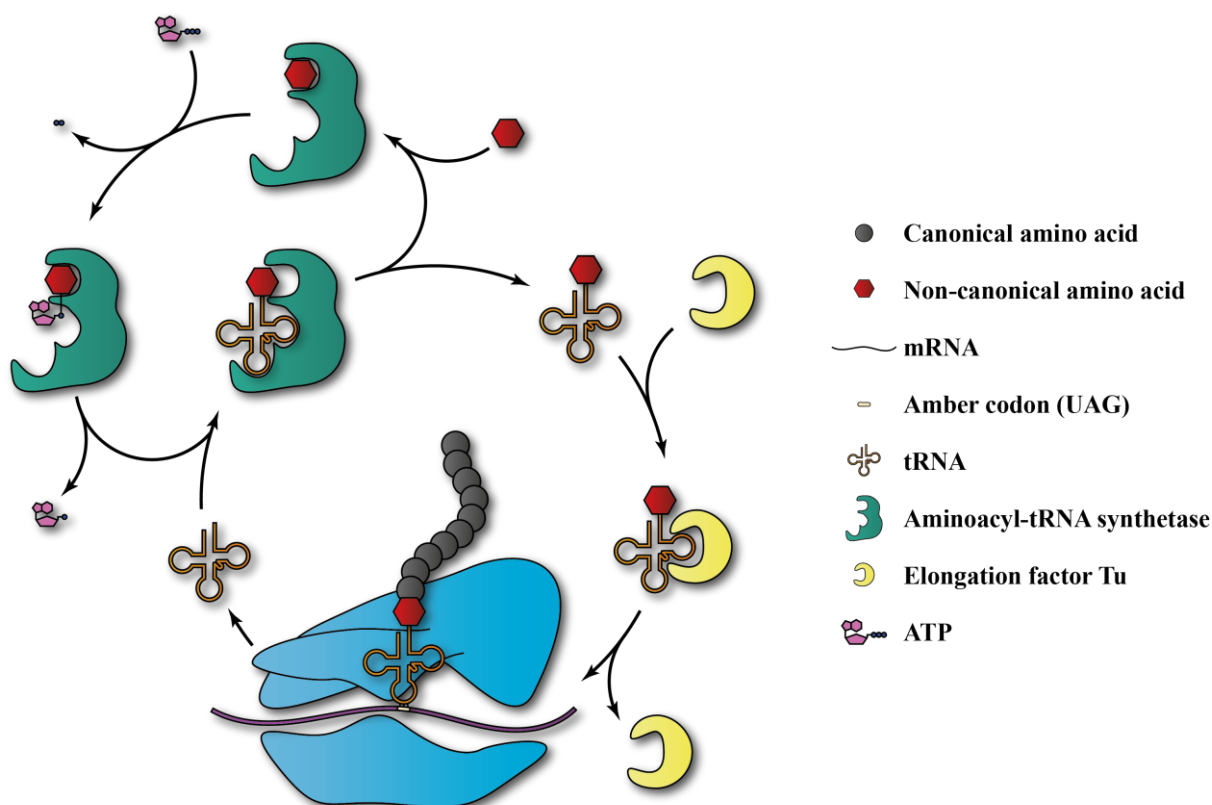 Canonical amino acid
Non-canonical amino acid
mRNA
Amber codon (UAG)
tRNA
Aminoacyl-tRNA synthetase
Elongation factor Tu
ATP